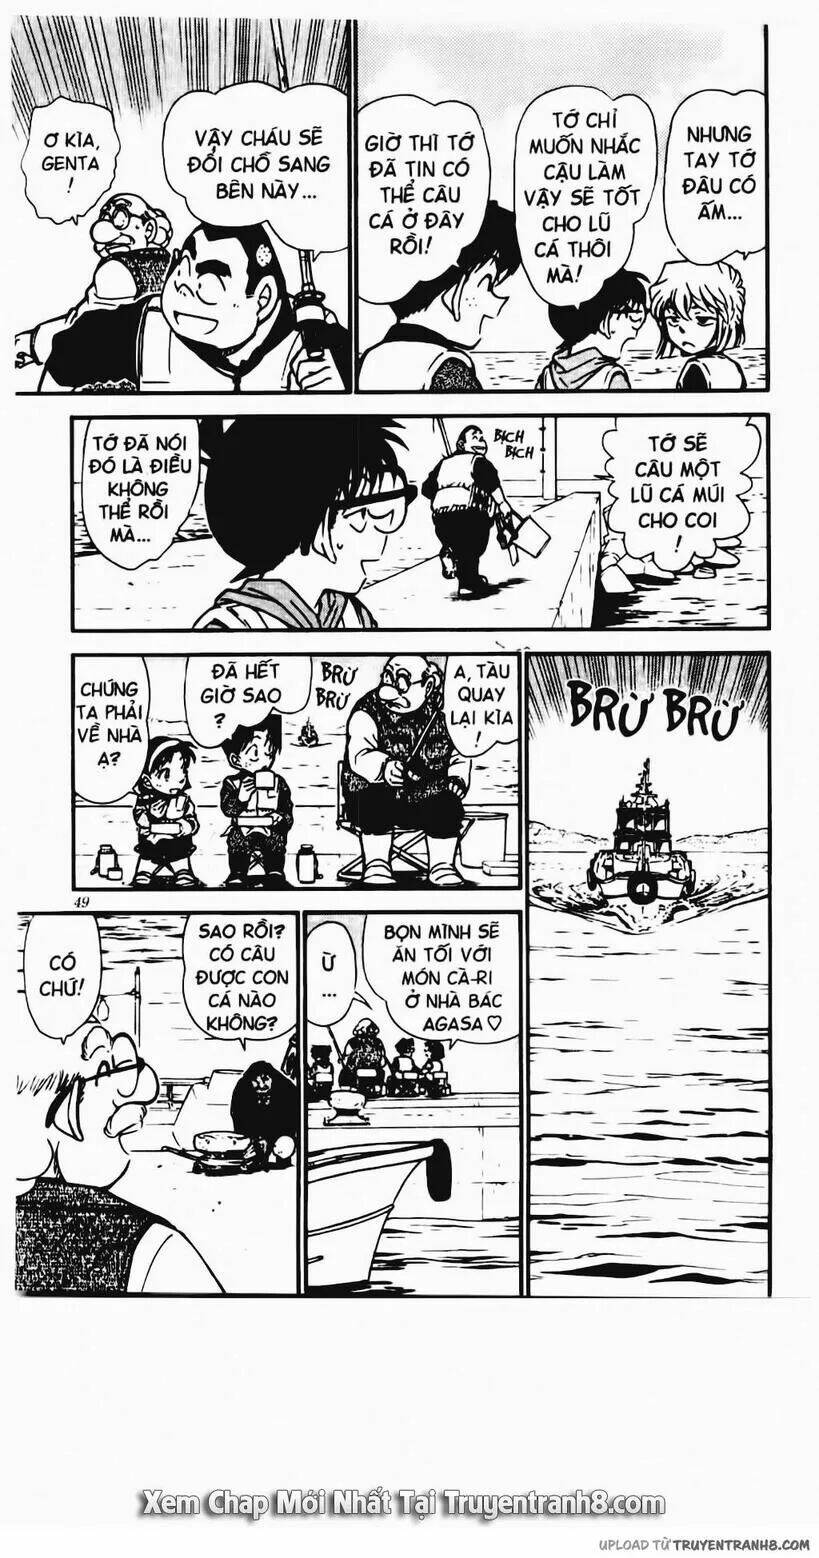 NHƯNG
TAY TỚ
ĐÂU CÓ
ẤM...
TỚ CHỈ
MUỐN NHẮC
CẬU LÀM
VẬY SẼ TỐT
CHO LŨ
CÁ THÔI
MÀ!
GIỜ THÌ TỚ
ĐÃ TIN CÓ
THỂ CÂU
CÁ Ở ĐÂY
RỒI!
VẬY CHÁU SẼ
ĐỔI CHỖ SANG
BÊN NÀY...
Ơ KÌA,
GENTA
!
TỚ SẼ
CÂU MỘT
LŨ CÁ MÚI
CHO COI
!
BỊCH
BỊCH
TỚ ĐÃ NÓI
ĐÓ LÀ ĐIỀU
KHÔNG
THỂ RỒI
MÀ...
BRỪ BRỪ
A, TÀU
QUAY
LẠI KÌA
!
BRỪ
BRỪ
ĐÃ HẾT
GIỜ SAO
?
CHÚNG
TA PHẢI
VỀ NHÀ
Ạ?
49
BỌN MÌNH SẼ
ĂN TỐI VỚI
MÓN CÀ-RI
Ở NHÀ BÁC
AGASA♡
Ừ
...
SAO RỒI?
CÓ CÂU
ĐƯỢC CON
CÁ NÀO
KHÔNG?
CÓ
CHỨ!
Xem Chap Mới Nhất Tại Truyentranh8.com
UPLOAD TỪ TRUYENTRANH8.COM